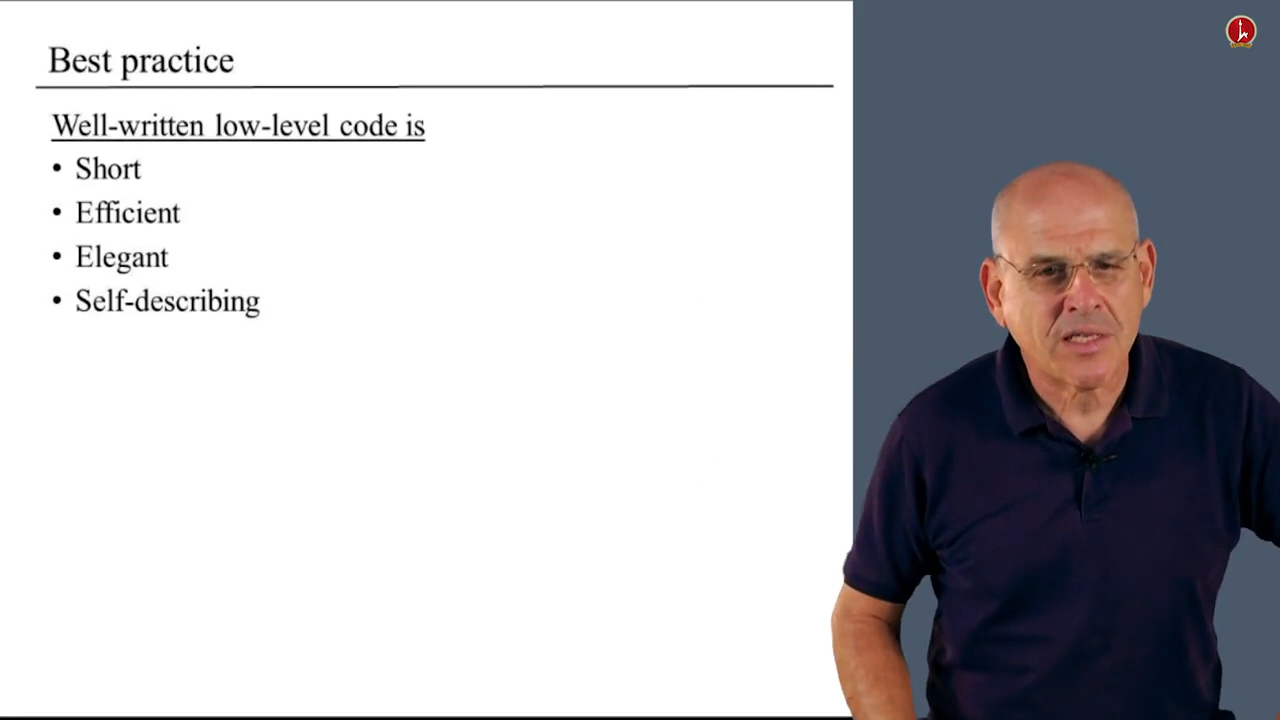 Best practice
Well-written low-level code is
• Short
• Efficient
• Elegant
• Self-describing